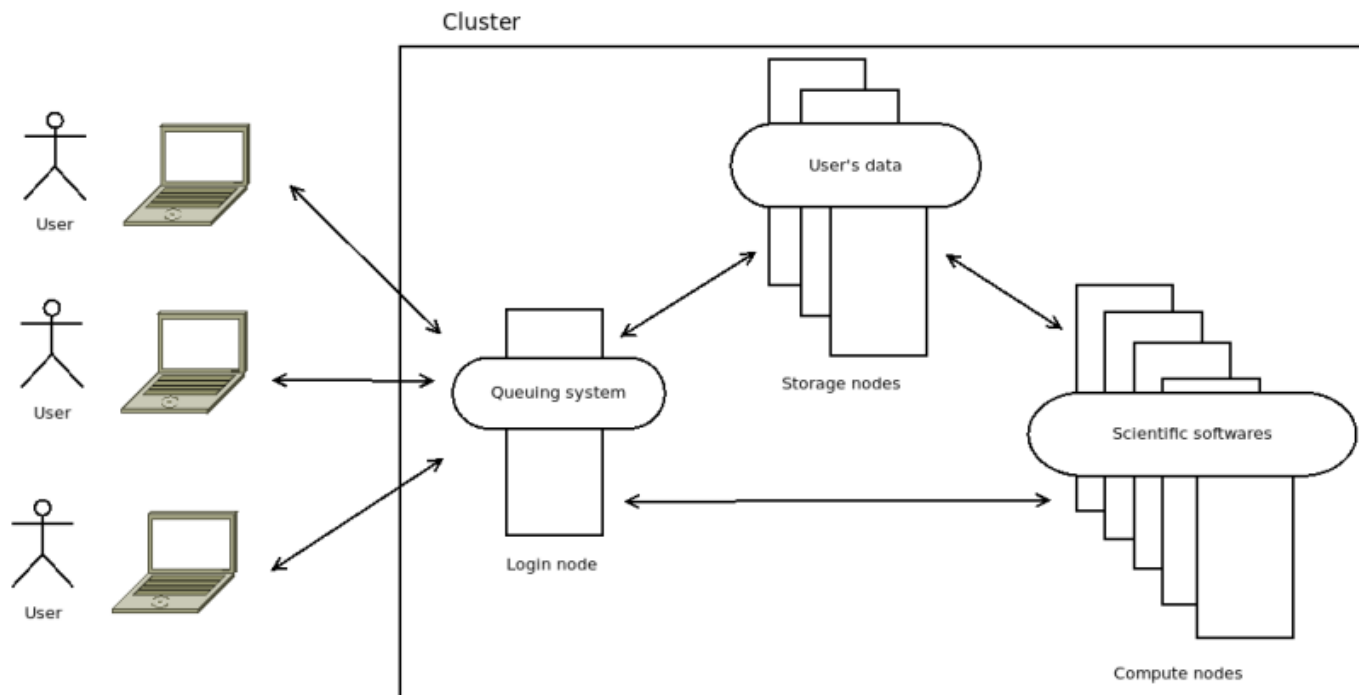 Cluster
User's data
User
Storage nodes
Queuing system
User
Scientific softwares
Login node
User
Compute nodes